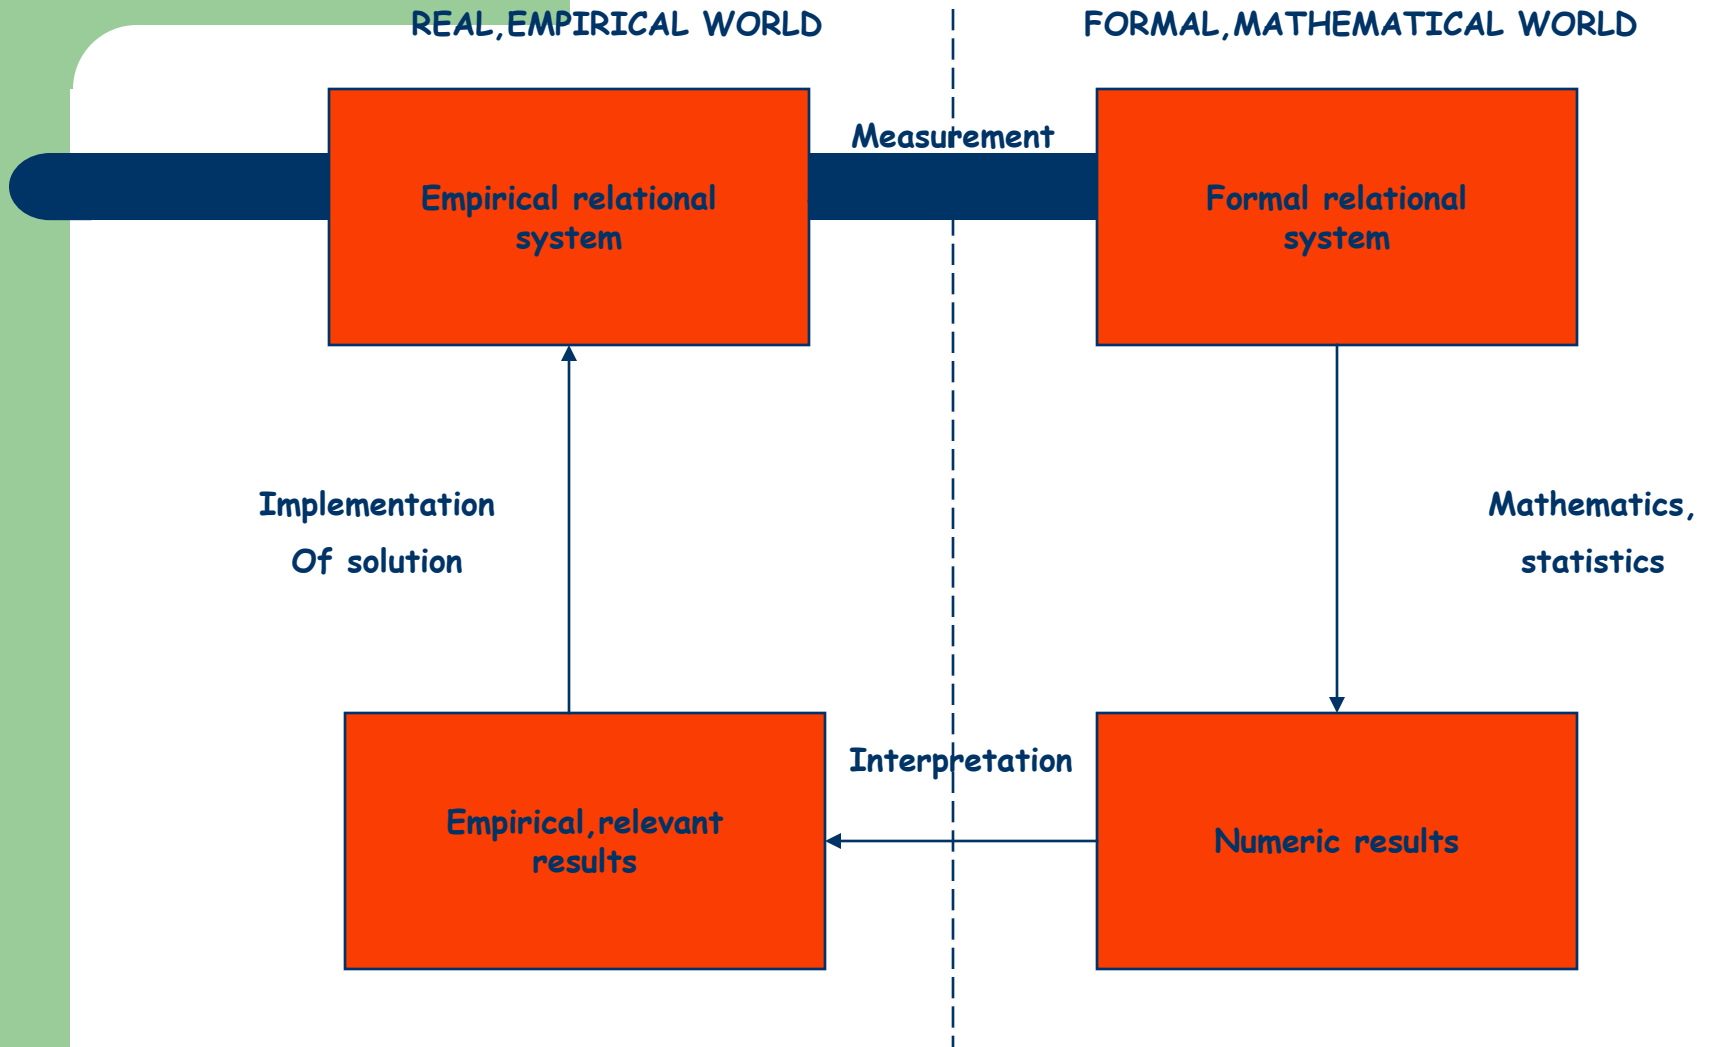 REAL,EMPIRICAL WORLD
FORMAL,MATHEMATICAL WORLD
Measurement
Empirical relational
system
Formal relational
system
Implementation
Of solution
Mathematics,
statistics
Interpretation
Empirical,relevant
results
Numeric results